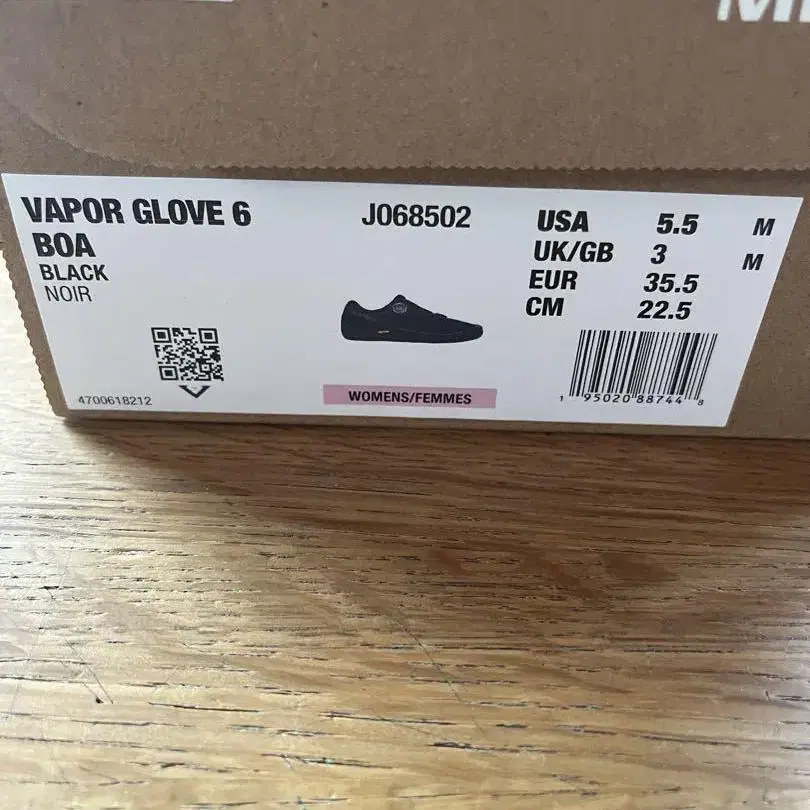 VAPOR GLOVE 6
BOA
BLACK
NOIR
4700618212
J068502
WOMENS/FEMMES
USA 5.5 M
UK/GB 3 M
EUR 35.5
CM 22.5
1 95020 88744 8